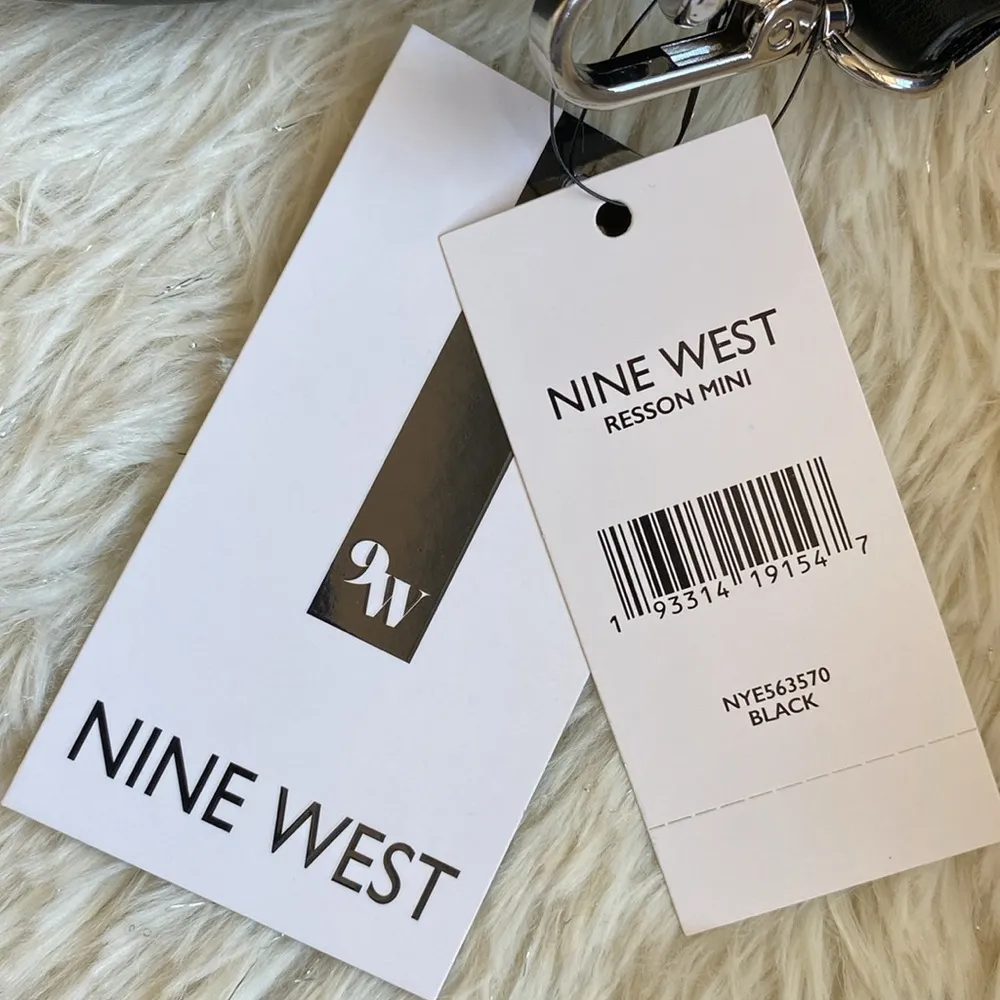 9W
NINE WEST
NINE WEST
RESSON MINI
1 93314 19154 7
NYE563570
BLACK